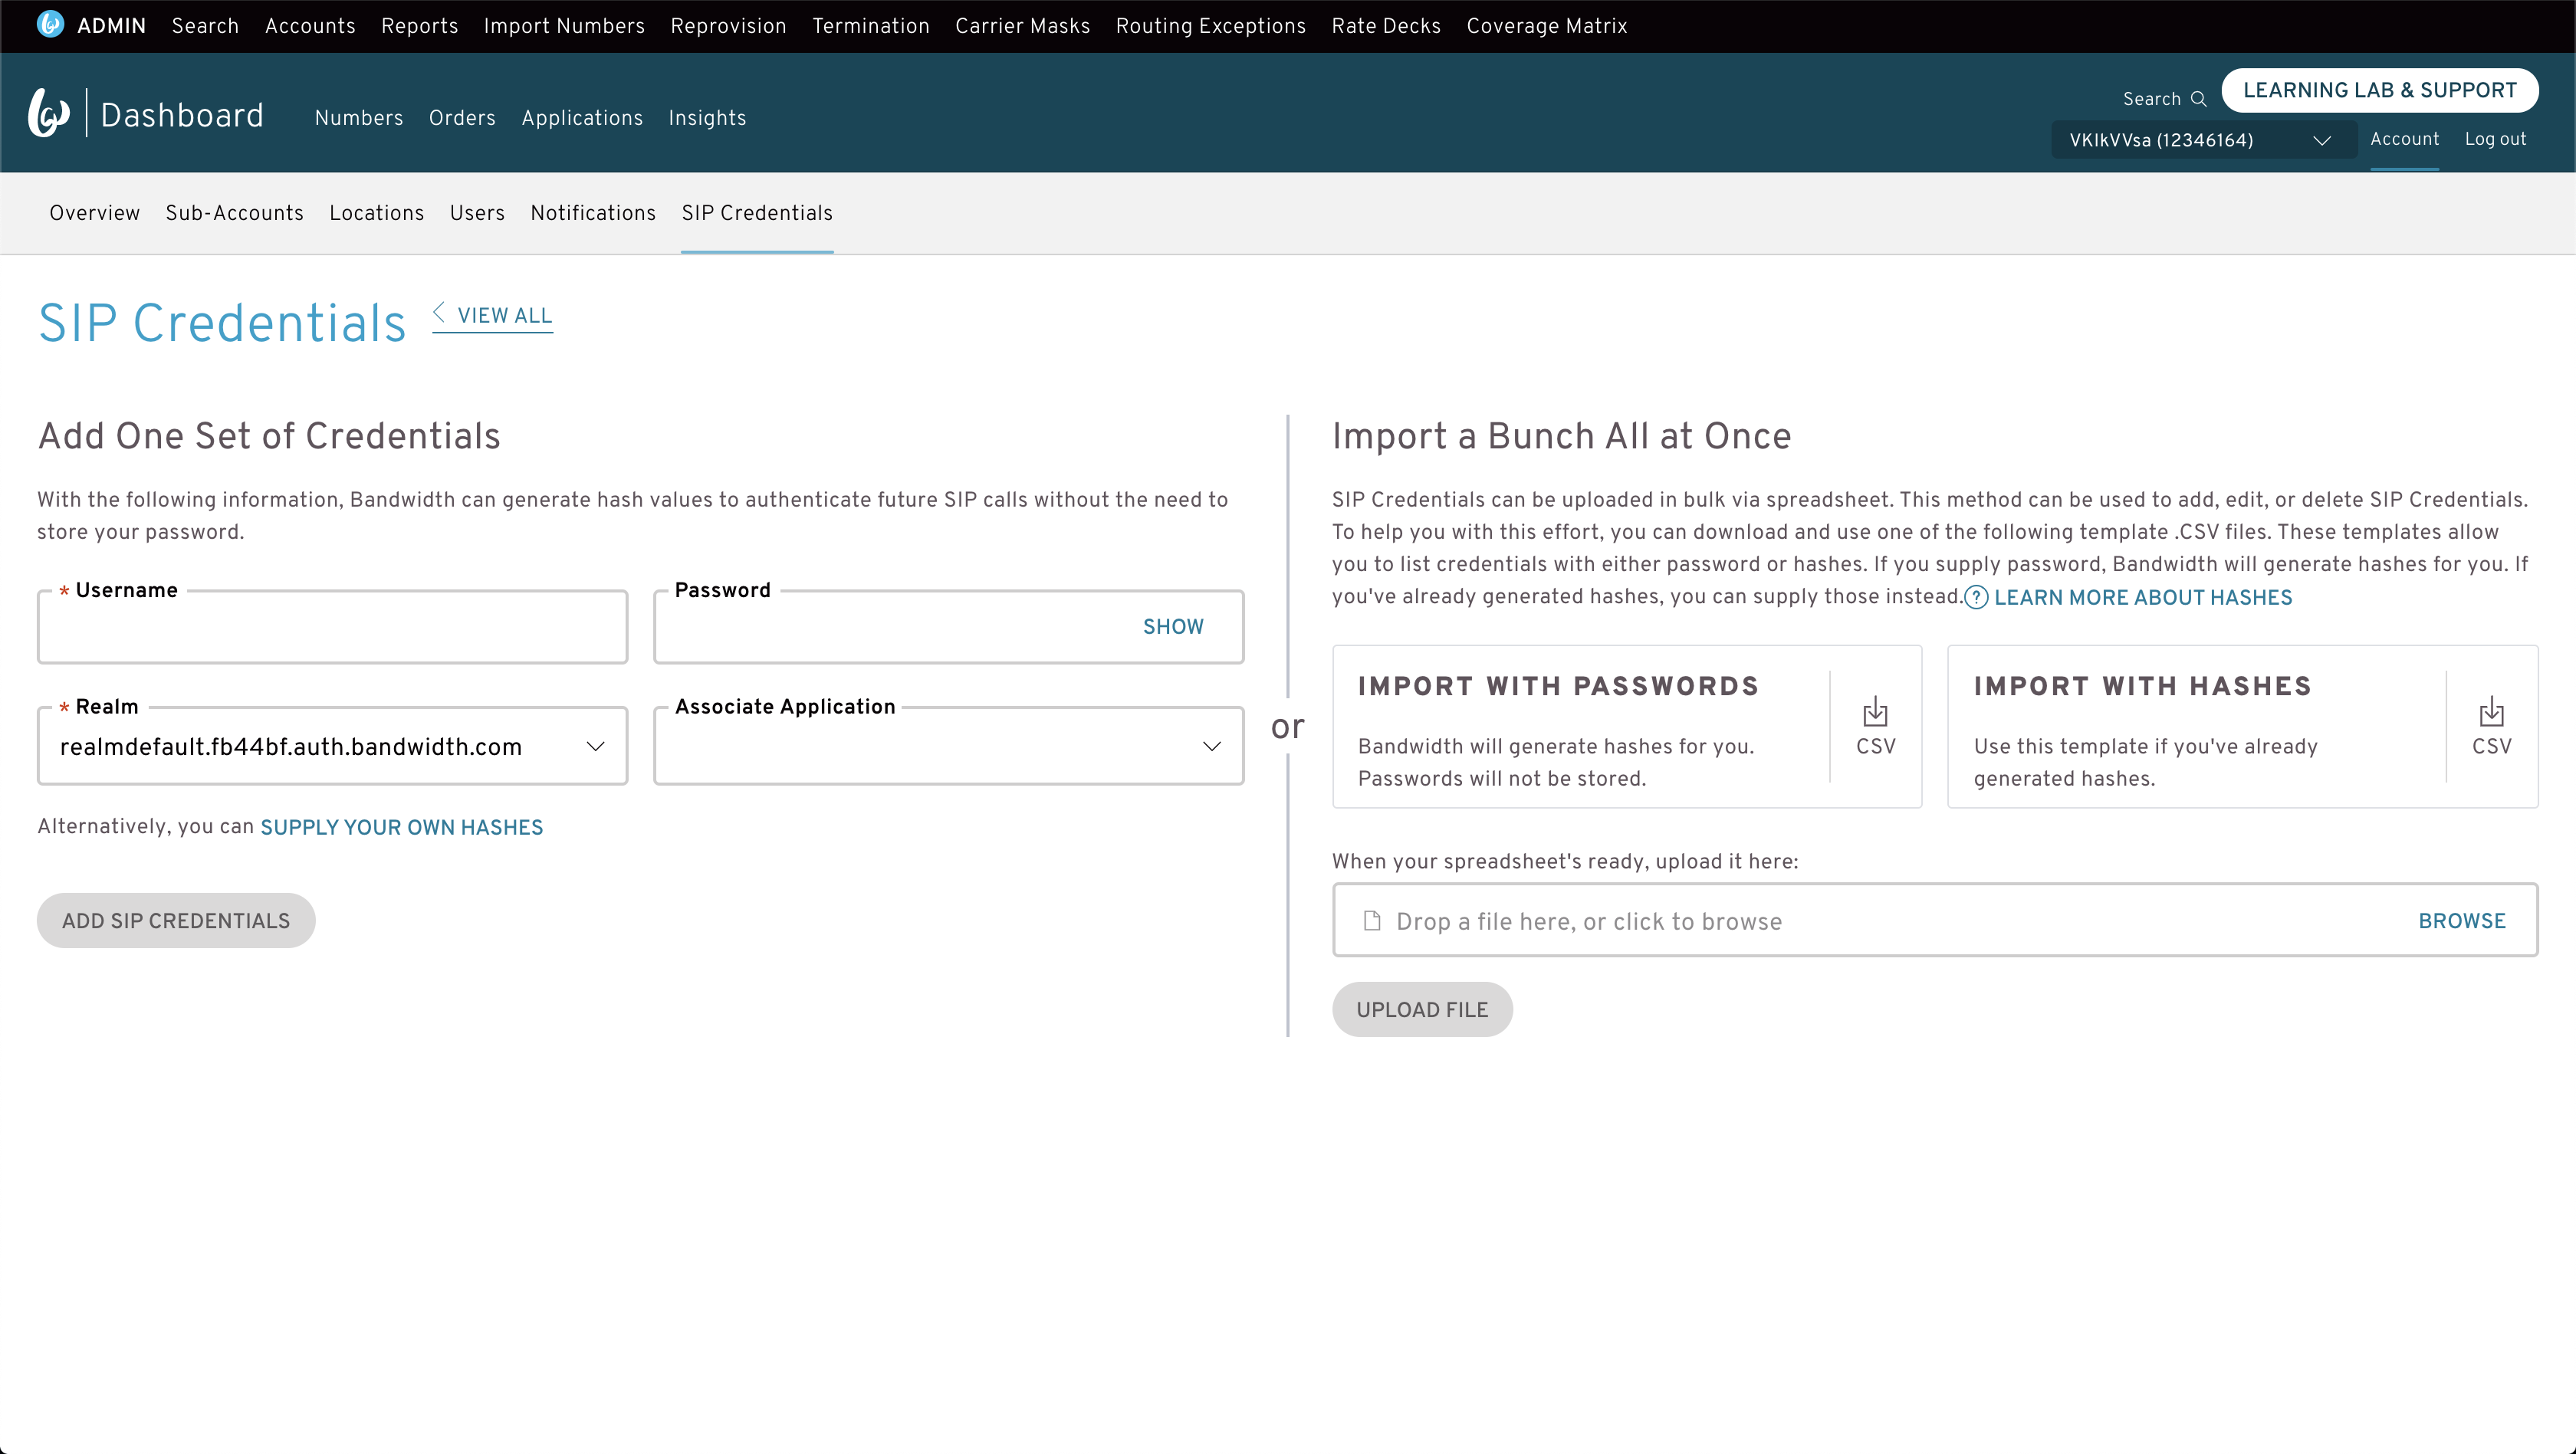 ADMIN Search Accounts Reports Import Numbers Reprovision Termination Carrier Masks Routing Exceptions Rate Decks Coverage Matrix
Dashboard Numbers Orders Applications Insights
Search LEARNING LAB & SUPPORT
VKIkVVsa (12346164) Account Log out
Overview Sub-Accounts Locations Users Notifications SIP Credentials
SIP Credentials VIEW ALL
Add One Set of Credentials
With the following information, Bandwidth can generate hash values to authenticate future SIP calls without the need to
store your password.
* Username
Password
SHOW
* Realm
realmdefault.fb44bf.auth.bandwidth.com
Associate Application
Alternatively, you can SUPPLY YOUR OWN HASHES
ADD SIP CREDENTIALS
or
Import a Bunch All at Once
SIP Credentials can be uploaded in bulk via spreadsheet. This method can be used to add, edit, or delete SIP Credentials.
To help you with this effort, you can download and use one of the following template .CSV files. These templates allow
you to list credentials with either password or hashes. If you supply password, Bandwidth will generate hashes for you. If
you've already generated hashes, you can supply those instead. ? LEARN MORE ABOUT HASHES
IMPORT WITH PASSWORDS
Bandwidth will generate hashes for you.
Passwords will not be stored.
CSV
IMPORT WITH HASHES
Use this template if you've already
generated hashes.
CSV
When your spreadsheet's ready, upload it here:
Drop a file here, or click to browse BROWSE
UPLOAD FILE